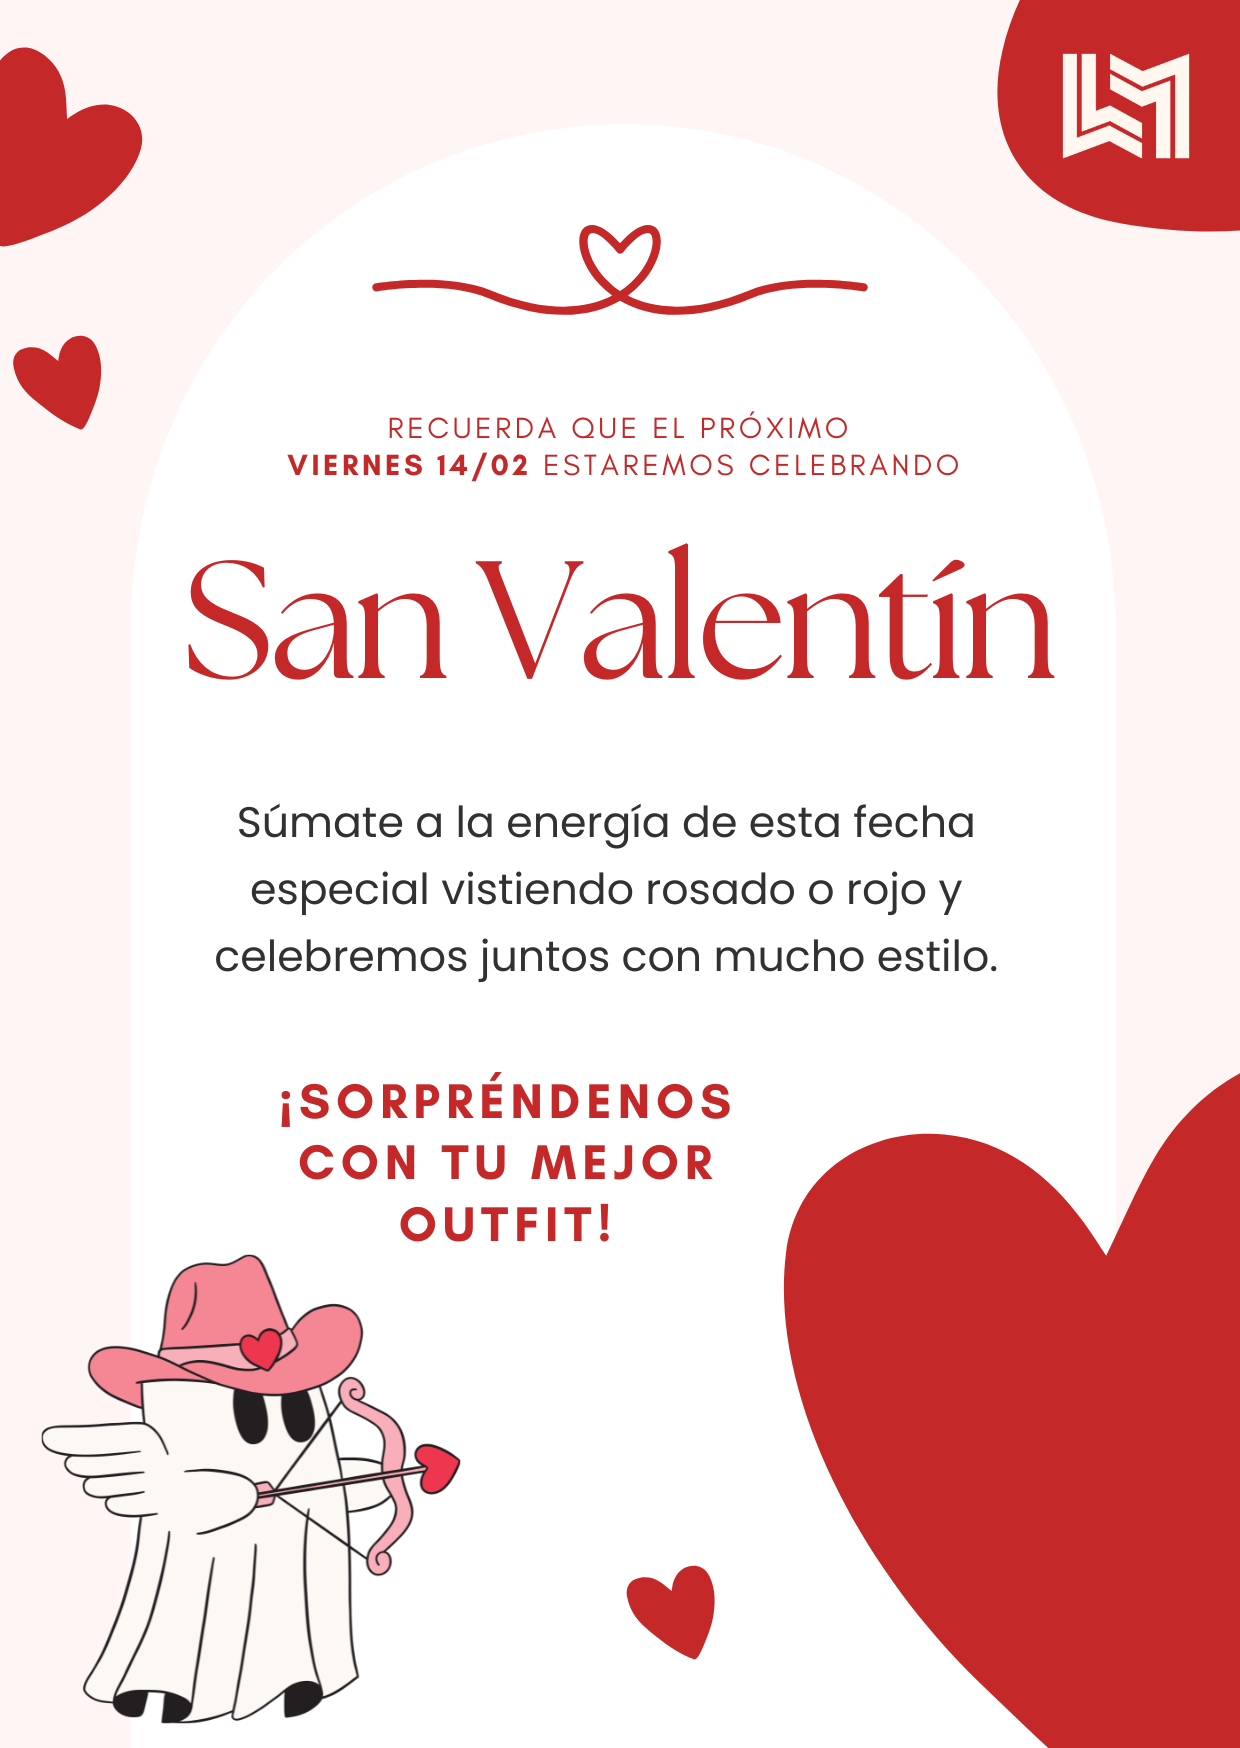 RECUERDA QUE EL PRÓXIMO
VIERNES 14/02 ESTAREMOS CELEBRANDO
San Valentín
Súmate a la energía de esta fecha
especial vistiendo rosado o rojo y
celebremos juntos con mucho estilo.
¡SORPRÉNDENOS
CON TU MEJOR
OUTFIT!